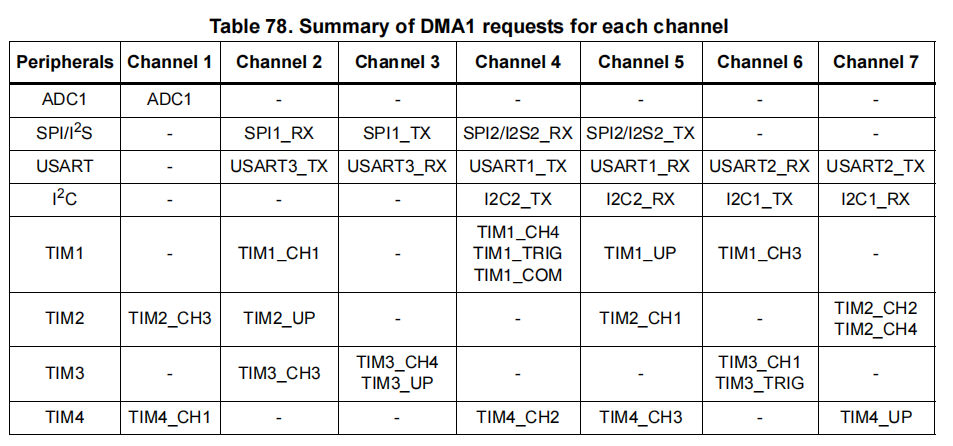 Table 78. Summary of DMA1 requests for each channel
Peripherals Channel 1 Channel 2 Channel 3 Channel 4 Channel 5 Channel 6 Channel 7
ADC1 ADC1 - - - - - -
SPI/I²S - SPI1_RX SPI1_TX SPI2/I2S2_RX SPI2/I2S2_TX - -
USART - USART3_TX USART3_RX USART1_TX USART1_RX USART2_RX USART2_TX
I²C - - - I2C2_TX I2C2_RX I2C1_TX I2C1_RX
TIM1 - TIM1_CH1 - TIM1_CH4 TIM1_TRIG TIM1_COM TIM1_UP TIM1_CH3 -
TIM2 TIM2_CH3 TIM2_UP - - TIM2_CH1 - TIM2_CH2 TIM2_CH4
TIM3 - TIM3_CH3 TIM3_CH4 TIM3_UP - - TIM3_CH1 TIM3_TRIG -
TIM4 TIM4_CH1 - - TIM4_CH2 TIM4_CH3 - TIM4_UP